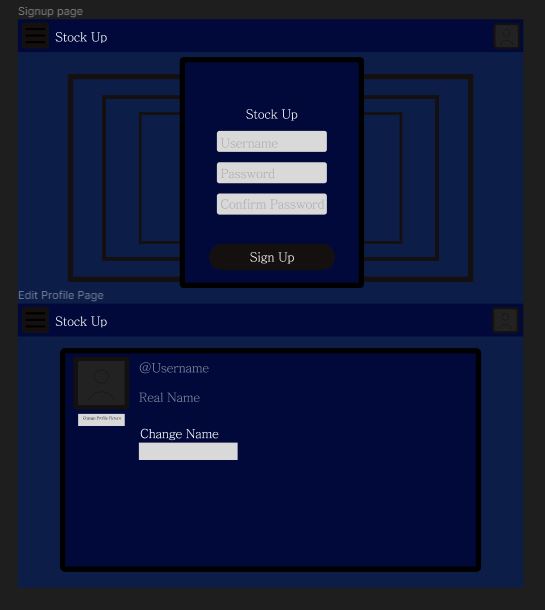 Signup page
Stock Up
Stock Up
Username
Password
Confirm Password
Sign Up
Edit Profile Page
Stock Up
@Username
Real Name
Change Profile Picture
Change Name